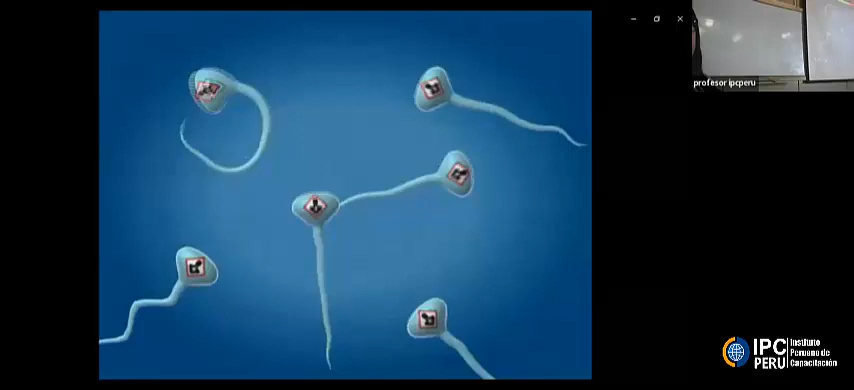 profesor ipcperu
IPC
PERU
Instituto
Peruano de
Capacitación